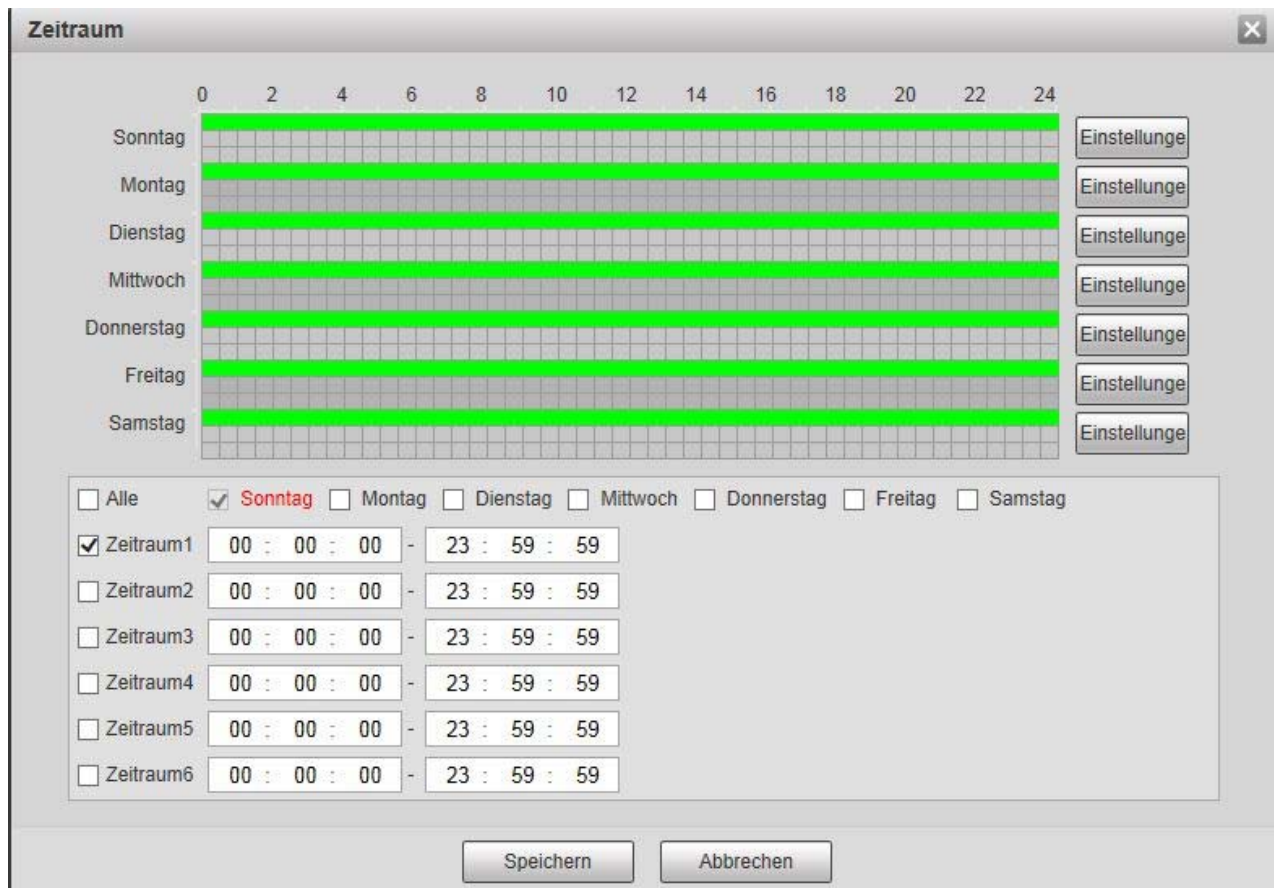 Zeitraum
0 2 4 6 8 10 12 14 16 18 20 22 24
Sonntag Einstellunge
Montag Einstellunge
Dienstag Einstellunge
Mittwoch Einstellunge
Donnerstag Einstellunge
Freitag Einstellunge
Samstag Einstellunge
Alle Sonntag Montag Dienstag Mittwoch Donnerstag Freitag Samstag
Zeitraum1 00 : 00 : 00 - 23 : 59 : 59
Zeitraum2 00 : 00 : 00 - 23 : 59 : 59
Zeitraum3 00 : 00 : 00 - 23 : 59 : 59
Zeitraum4 00 : 00 : 00 - 23 : 59 : 59
Zeitraum5 00 : 00 : 00 - 23 : 59 : 59
Zeitraum6 00 : 00 : 00 - 23 : 59 : 59
Speichern Abbrechen